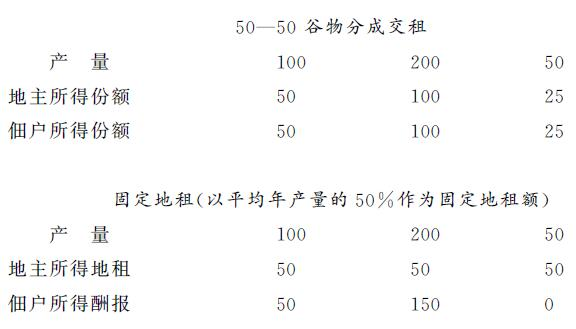 50—50 谷物分成交租
产 量 100 200 50
地主所得份额 50 100 25
佃户所得份额 50 100 25
固定地租(以平均年产量的 50%作为固定地租额)
产 量 100 200 50
地主所得地租 50 50 50
佃户所得酬报 50 150 0